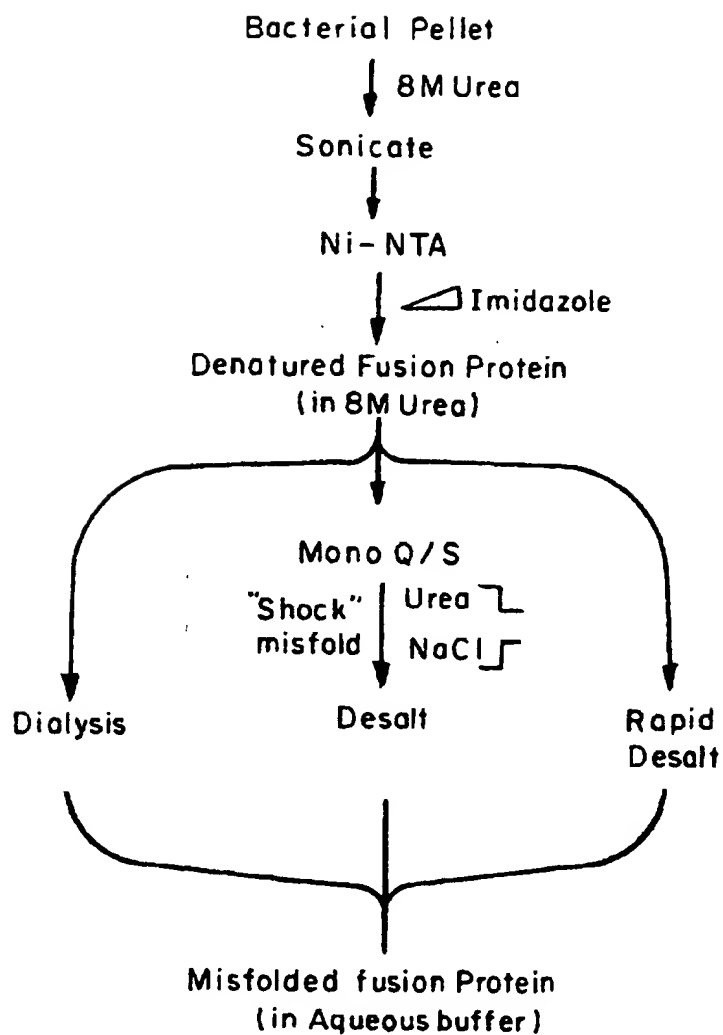 Bacterial Pellet
8M Urea
Sonicate
Ni-NTA
Imidazole
Denatured Fusion Protein
(in 8M Urea)
Mono Q/S
"Shock"
misfold
Urea
NaCl
Dialysis
Desalt
Rapid
Desalt
Misfolded fusion Protein
(in Aqueous buffer)